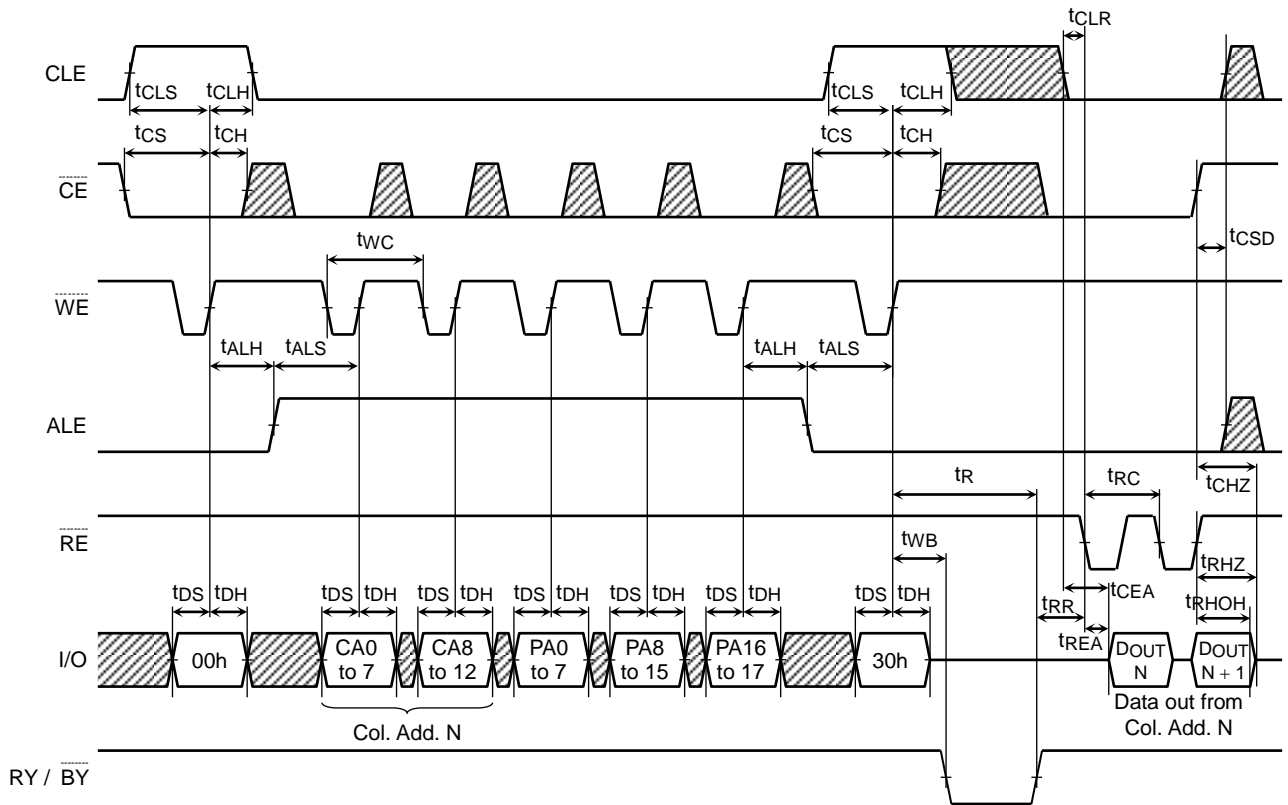 tCLR
CLE
tCLS tCLH tCLS tCLH
tCS tCH tCS tCH
CE
tCSD
tWC
WE
tALH tALS tALH tALS
ALE
tR tRC tCHZ
RE
tWB
tDS tDH tDS tDH tDS tDH tDS tDH tDS tDH tDS tDH tDS tDH
tRHZ
tCEA
tRR tRHOH
tREA
I/O
00h
CA0
to 7
CA8
to 12
PA0
to 7
PA8
to 15
PA16
to 17
30h
DOUT
N
DOUT
N + 1
Col. Add. N
Data out from
Col. Add. N
RY / BY